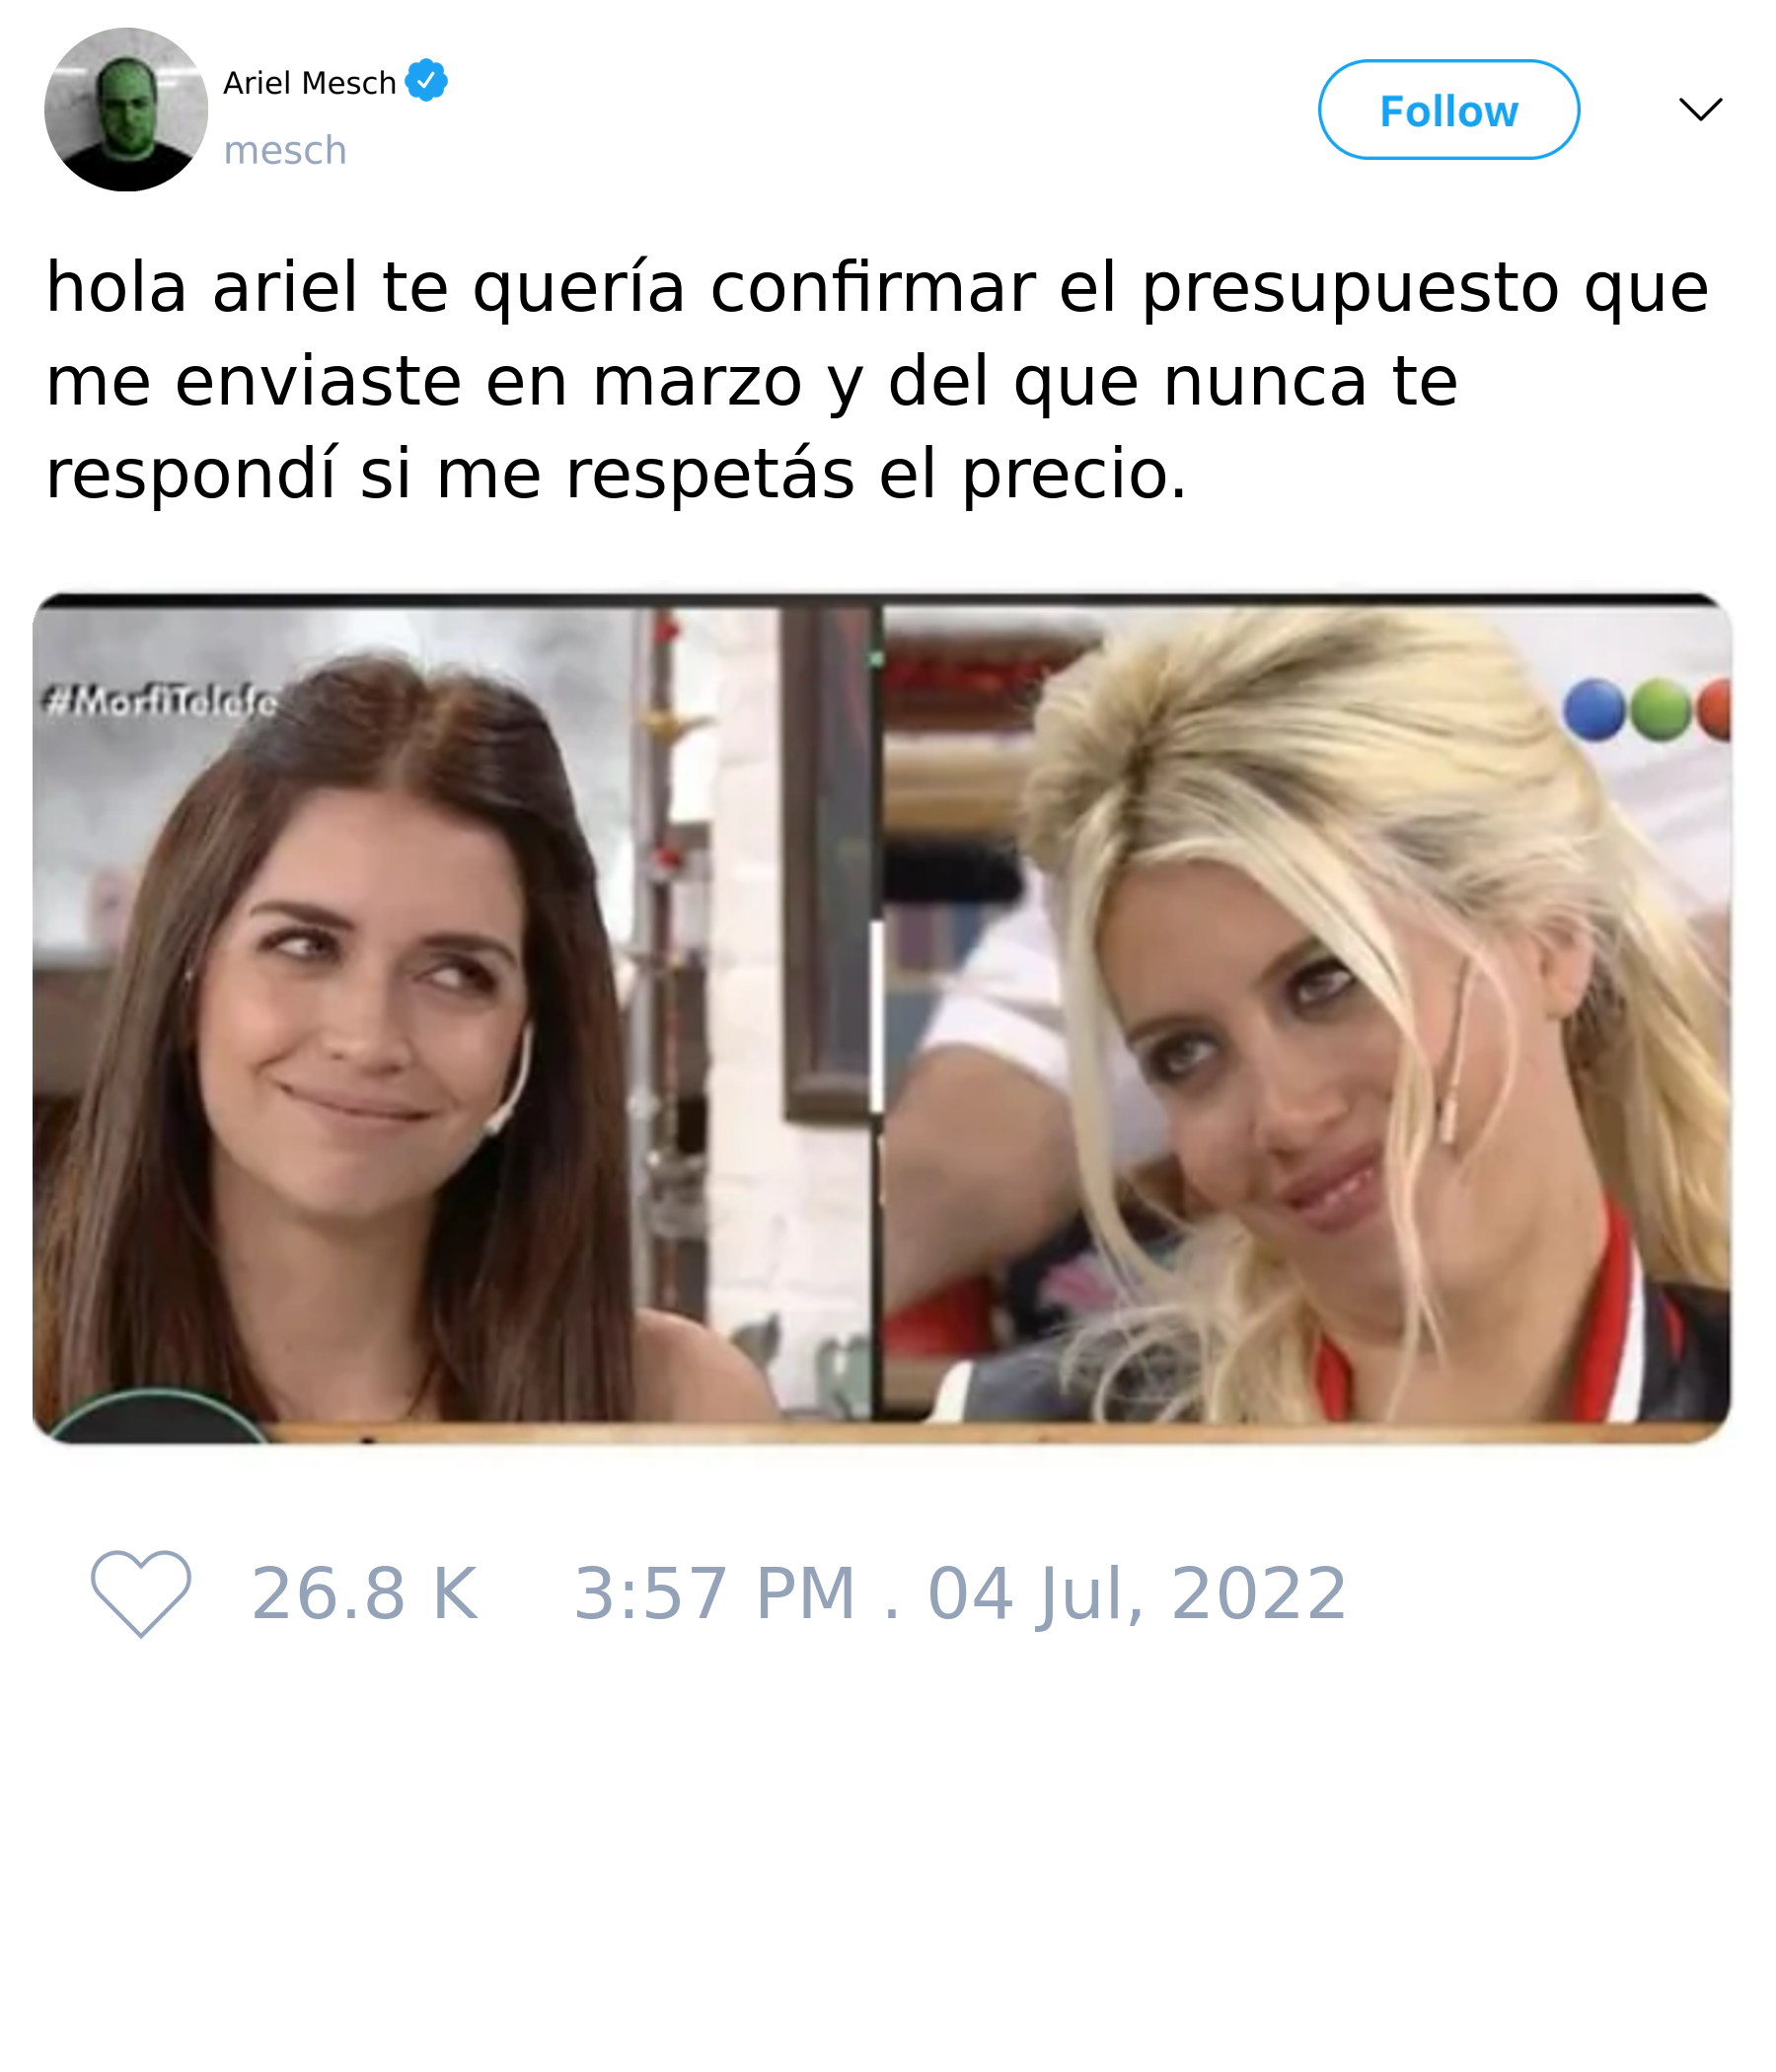 Ariel Mesch
mesch
Follow
hola ariel te quería confirmar el presupuesto que
me enviaste en marzo y del que nunca te
respondí si me respetás el precio.
#MorfiTelefe
26.8 K 3:57 PM . 04 Jul, 2022